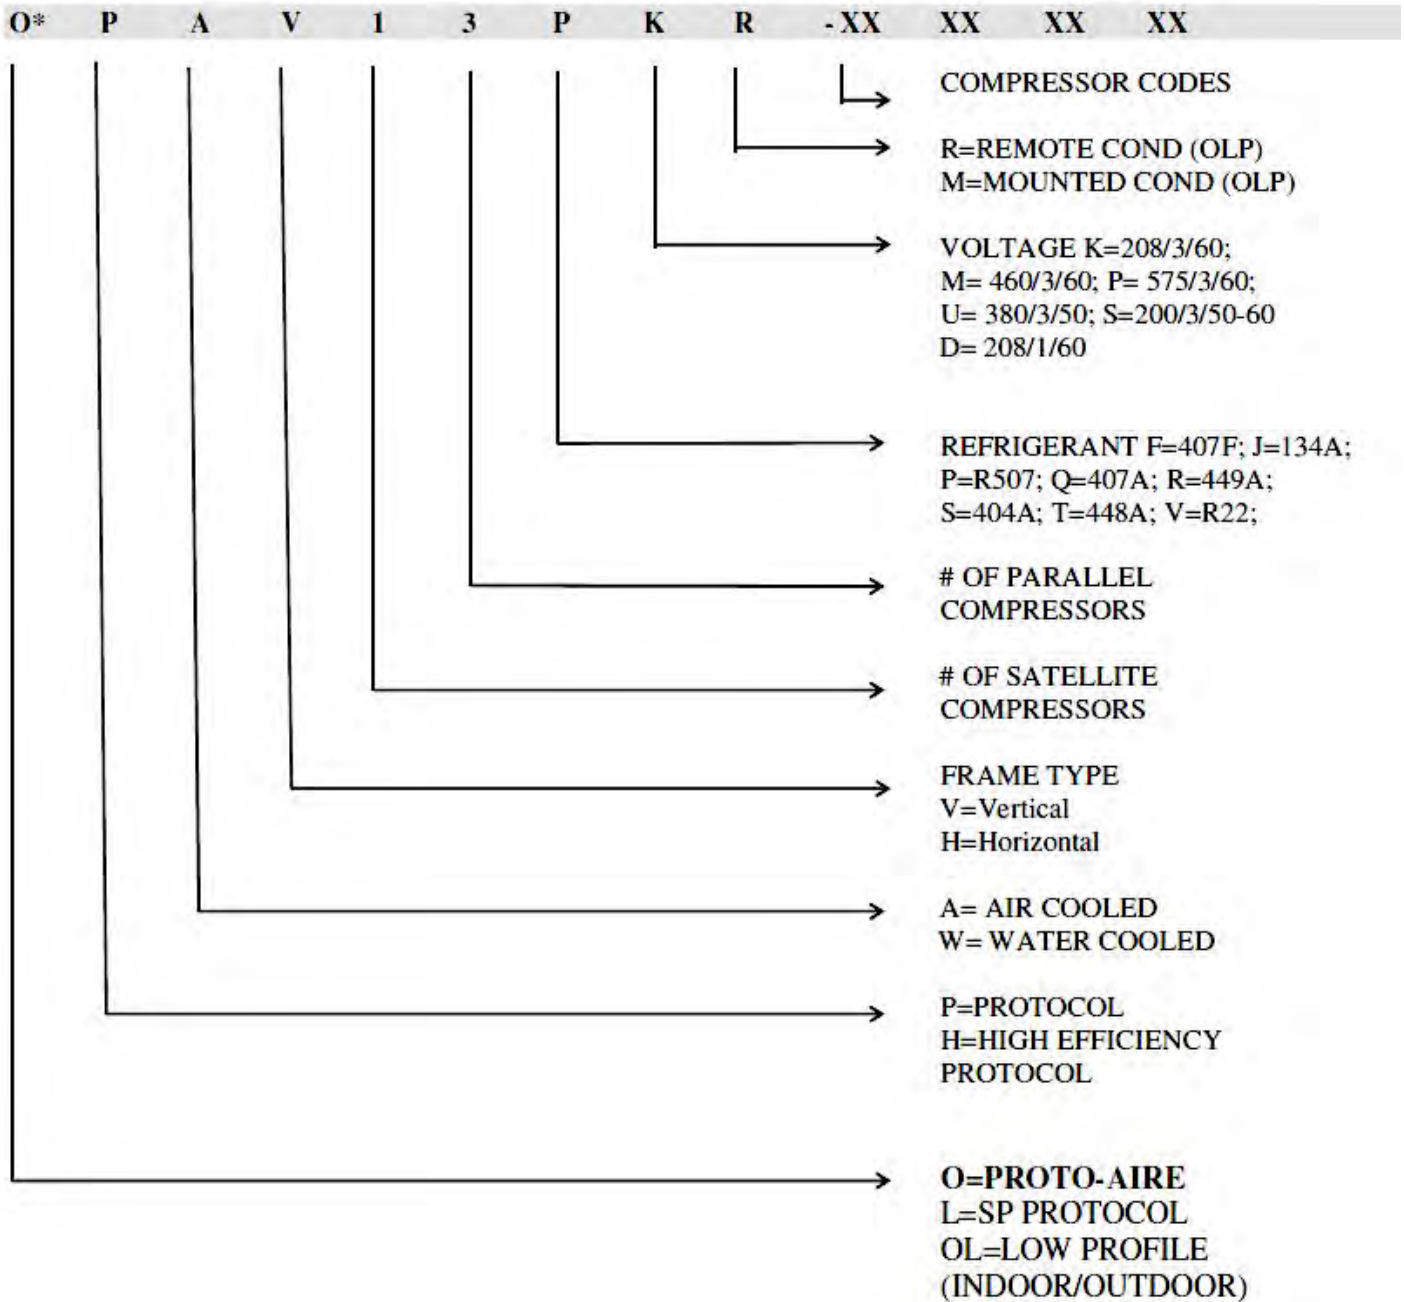 O* P A V 1 3 P K R -XX XX XX XX
COMPRESSOR CODES
R=REMOTE COND (OLP)
M=MOUNTED COND (OLP)
VOLTAGE K=208/3/60;
M= 460/3/60; P= 575/3/60;
U= 380/3/50; S=200/3/50-60
D= 208/1/60
REFRIGERANT F=407F; J=134A;
P=R507; Q=407A; R=449A;
S=404A; T=448A; V=R22;
# OF PARALLEL
COMPRESSORS
# OF SATELLITE
COMPRESSORS
FRAME TYPE
V=Vertical
H=Horizontal
A= AIR COOLED
W= WATER COOLED
P=PROTOCOL
H=HIGH EFFICIENCY
PROTOCOL
O=PROTO-AIRE
L=SP PROTOCOL
OL=LOW PROFILE
(INDOOR/OUTDOOR)